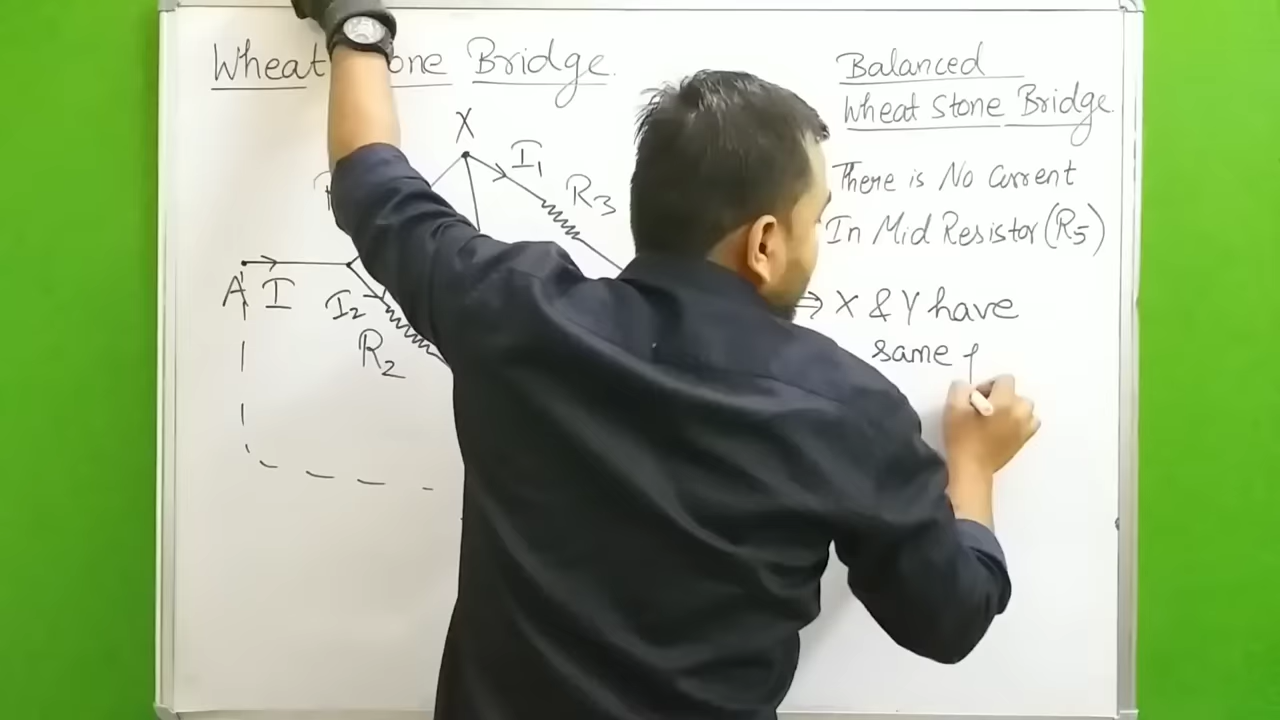 Wheat one Bridge
X
I1
R3
A I
I2
R2
Balanced
Wheat Stone Bridge.
There is No Current
In Mid Resistor (R5)
⇒ X & Y have
same